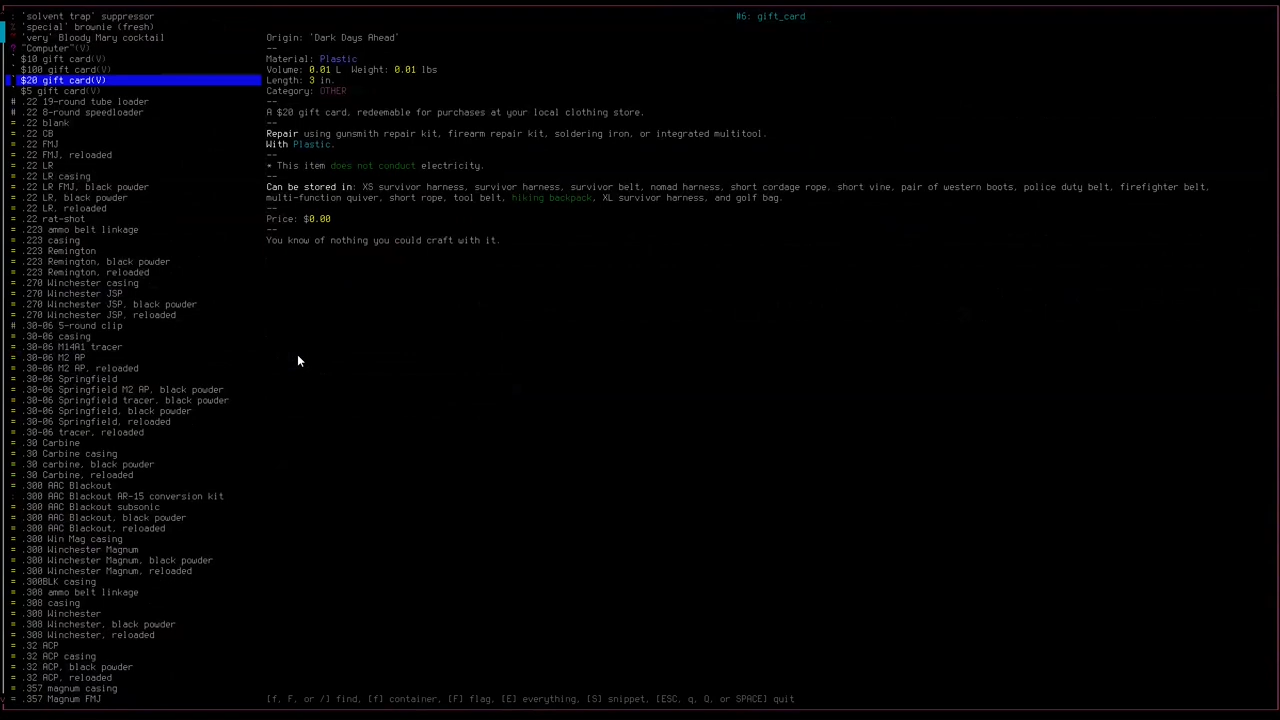 : 'solvent trap' suppressor
#6: gift_card
'special' brownie (fresh)
'very' Bloody Mary cocktail
Origin: 'Dark Days Ahead'
? "Computer"(V)
--
` $10 gift card(V)
Material: Plastic
` $100 gift card(V)
Volume: 0.01 L  Weight: 0.01 lbs
` $20 gift card(V)
Length: 3 in.
` $5 gift card(V)
Category: OTHER
# .22 19-round tube loader
--
# .22 8-round speedloader
A $20 gift card, redeemable for purchases at your local clothing store.
= .22 blank
--
= .22 CB
Repair using gunsmith repair kit, firearm repair kit, soldering iron, or integrated multitool.
= .22 FMJ
With Plastic.
= .22 FMJ, reloaded
--
= .22 LR
* This item does not conduct electricity.
= .22 LR casing
--
= .22 LR FMJ, black powder
Can be stored in: XS survivor harness, survivor harness, survivor belt, nomad harness, short cordage rope, short vine, pair of western boots, police duty belt, firefighter belt,
= .22 LR, black powder
multi-function quiver, short rope, tool belt, hiking backpack, XL survivor harness, and golf bag.
= .22 LR, reloaded
--
= .22 rat-shot
Price: $0.00
= .223 ammo belt linkage
--
= .223 casing
You know of nothing you could craft with it.
= .223 Remington
= .223 Remington, black powder
= .223 Remington, reloaded
= .270 Winchester casing
= .270 Winchester JSP
= .270 Winchester JSP, black powder
= .270 Winchester JSP, reloaded
# .30-06 5-round clip
= .30-06 casing
= .30-06 M14A1 tracer
= .30-06 M2 AP
= .30-06 M2 AP, reloaded
= .30-06 Springfield
= .30-06 Springfield M2 AP, black powder
= .30-06 Springfield tracer, black powder
= .30-06 Springfield, black powder
= .30-06 Springfield, reloaded
= .30-06 tracer, reloaded
= .30 Carbine
= .30 Carbine casing
= .30 carbine, black powder
= .30 Carbine, reloaded
= .300 AAC Blackout
: .300 AAC Blackout AR-15 conversion kit
= .300 AAC Blackout subsonic
= .300 AAC Blackout, black powder
= .300 AAC Blackout, reloaded
= .300 Win Mag casing
= .300 Winchester Magnum
= .300 Winchester Magnum, black powder
= .300 Winchester Magnum, reloaded
= .300BLK casing
= .308 ammo belt linkage
= .308 casing
= .308 Winchester
= .308 Winchester, black powder
= .308 Winchester, reloaded
= .32 ACP
= .32 ACP casing
= .32 ACP, black powder
= .32 ACP, reloaded
= .357 magnum casing
= .357 Magnum FMJ
[f, F, or /] find, [f] container, [F] flag, [E] everything, [S] snippet, [ESC, q, Q, or SPACE] quit